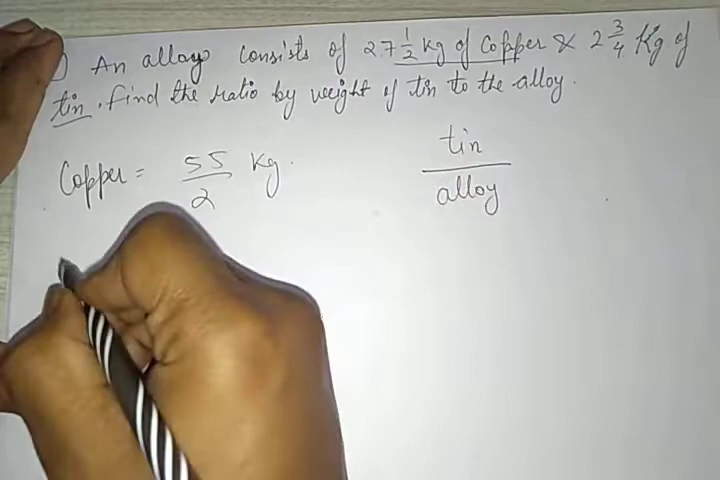 ) An alloy consists of 27 1/2 kg of Copper & 2 3/4 Kg of
tin. Find the ratio by weight of tin to the alloy.
Copper = 55/2 kg.
tin/alloy